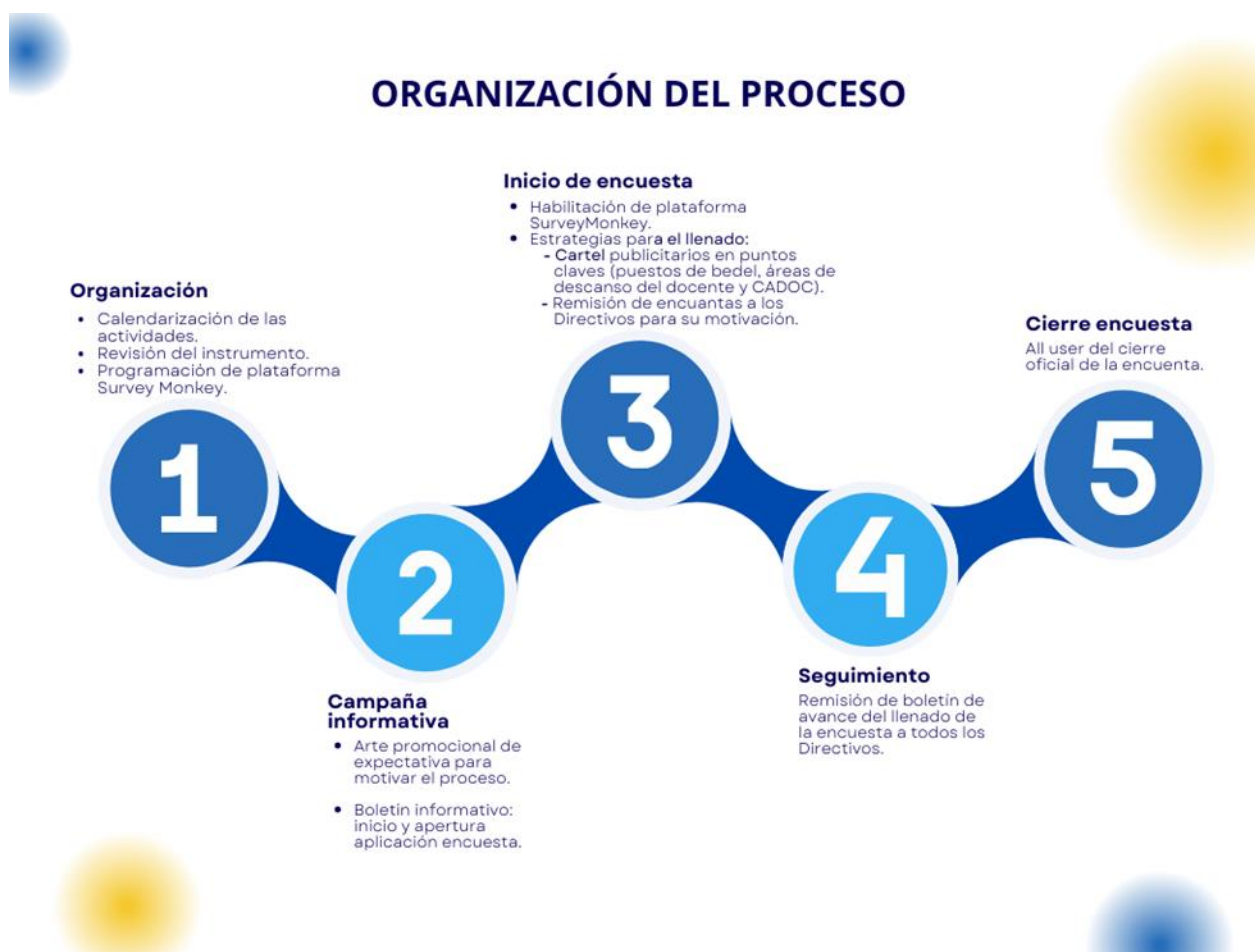 ORGANIZACIÓN DEL PROCESO
Organización
• Calendarización de las
actividades.
• Revisión del instrumento.
• Programación de plataforma
Survey Monkey.
1
2
Campaña
informativa
• Arte promocional de
expectativa para
motivar el proceso.
• Boletín informativo:
inicio y apertura
aplicación encuesta.
Inicio de encuesta
• Habilitación de plataforma
SurveyMonkey.
• Estrategias para el llenado:
- Cartel publicitarios en puntos
claves (puestos de bedel, áreas de
descanso del docente y CADOC).
- Remisión de encuantas a los
Directivos para su motivación.
3
4
Seguimiento
Remisión de boletín de
avance del llenado de
la encuesta a todos los
Directivos.
Cierre encuesta
All user del cierre
oficial de la encuenta.
5